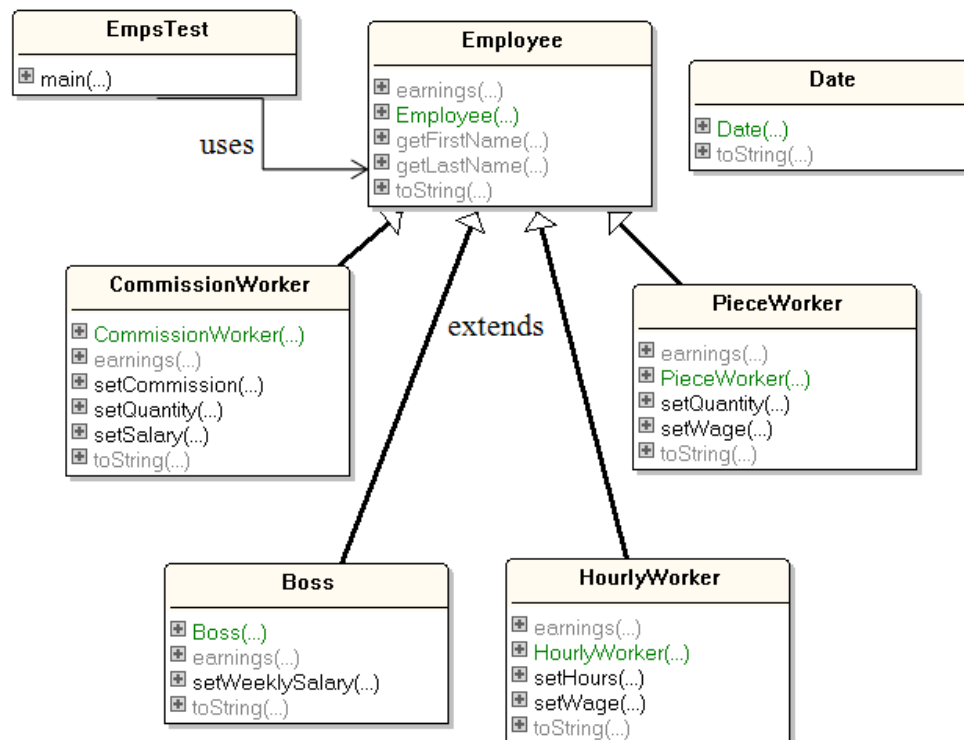 EmpsTest
main(...)
uses
Employee
earnings(...)
Employee(...)
getFirstName(...)
getLastName(...)
toString(...)
Date
Date(...)
toString(...)
CommissionWorker
CommissionWorker(...)
earnings(...)
setCommission(...)
setQuantity(...)
setSalary(...)
toString(...)
extends
PieceWorker
earnings(...)
PieceWorker(...)
setQuantity(...)
setWage(...)
toString(...)
Boss
Boss(...)
earnings(...)
setWeeklySalary(...)
toString(...)
HourlyWorker
earnings(...)
HourlyWorker(...)
setHours(...)
setWage(...)
toString(...)